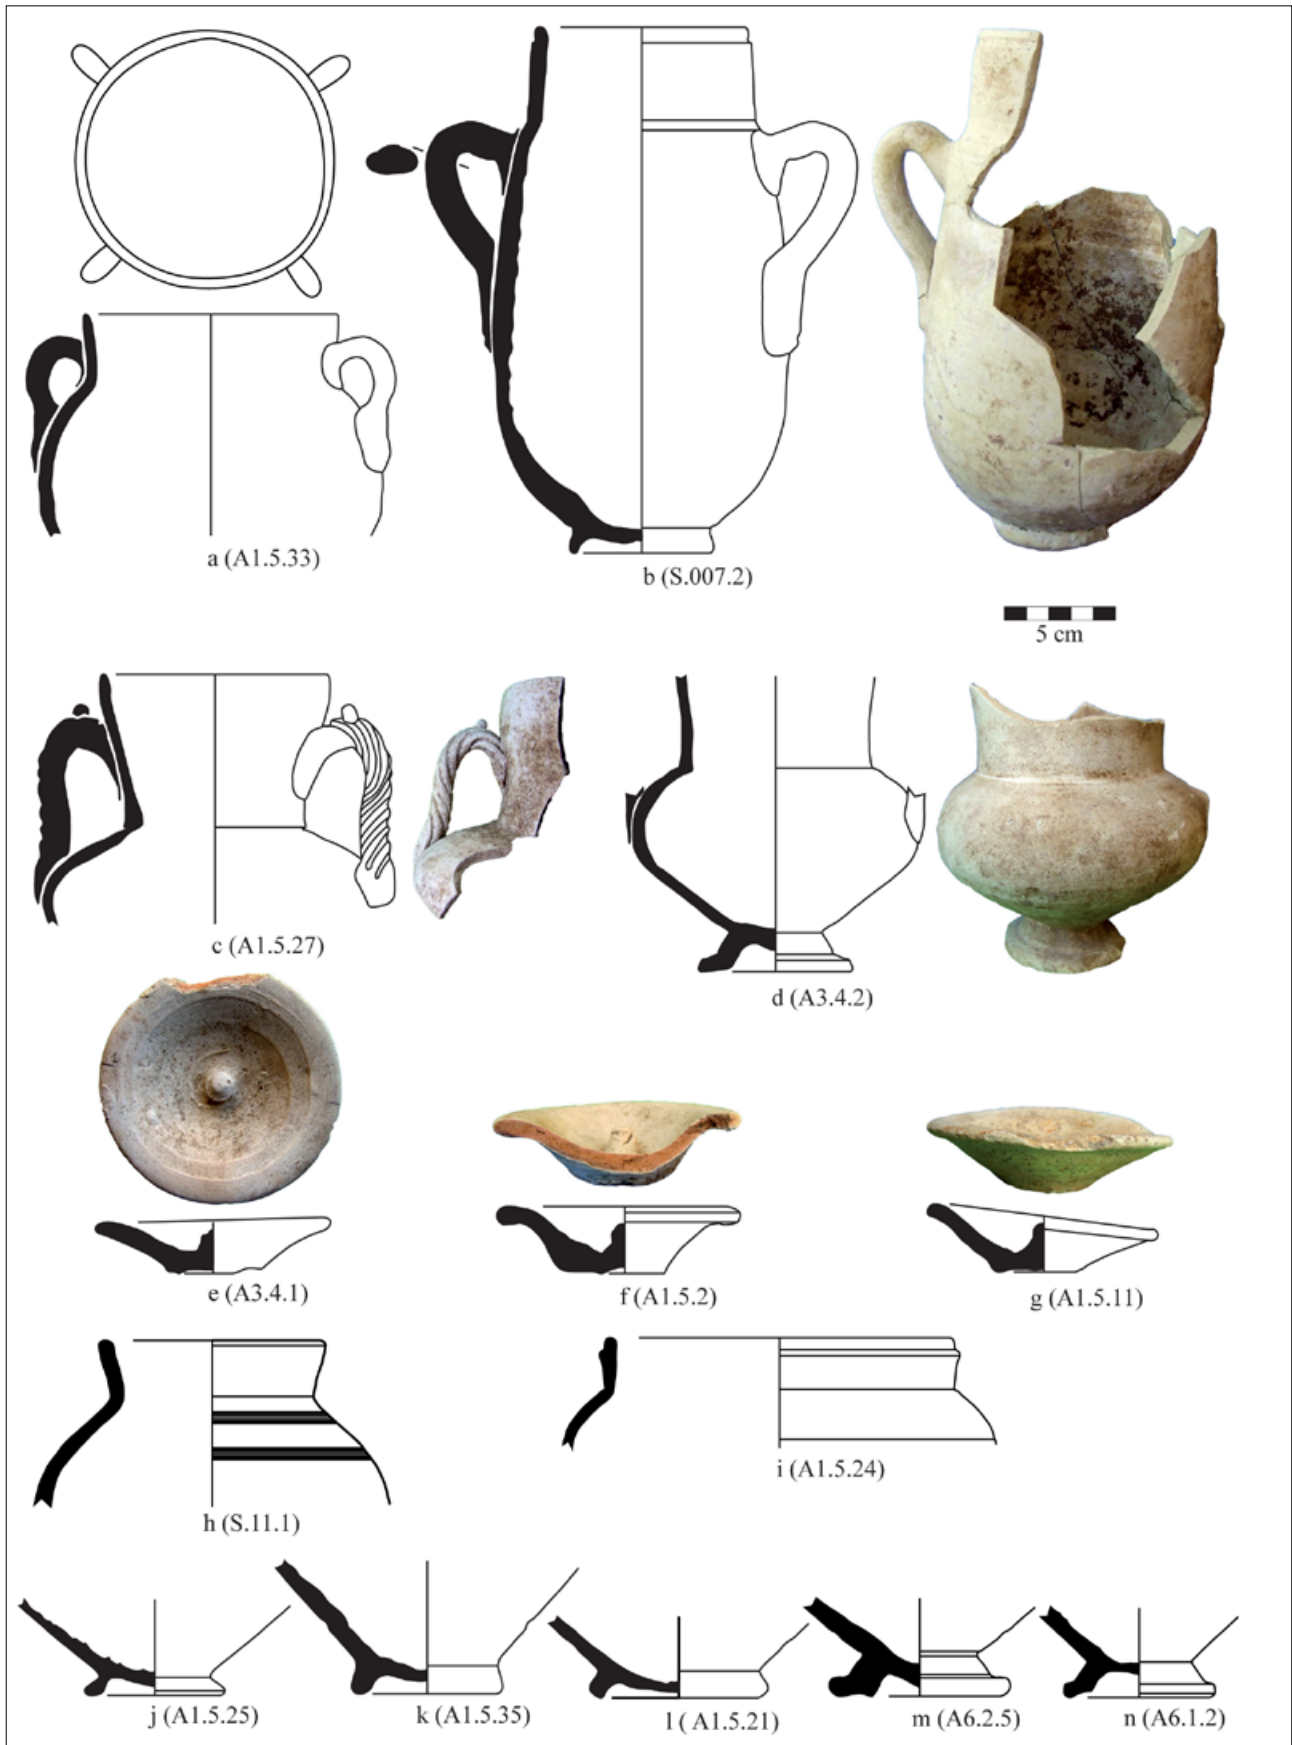 a (A1.5.33)
b (S.007.2)
5 cm
c (A1.5.27)
d (A3.4.2)
e (A3.4.1)
f (A1.5.2)
g (A1.5.11)
h (S.11.1)
i (A1.5.24)
j (A1.5.25)
k (A1.5.35)
l ( A1.5.21)
m (A6.2.5)
n (A6.1.2)